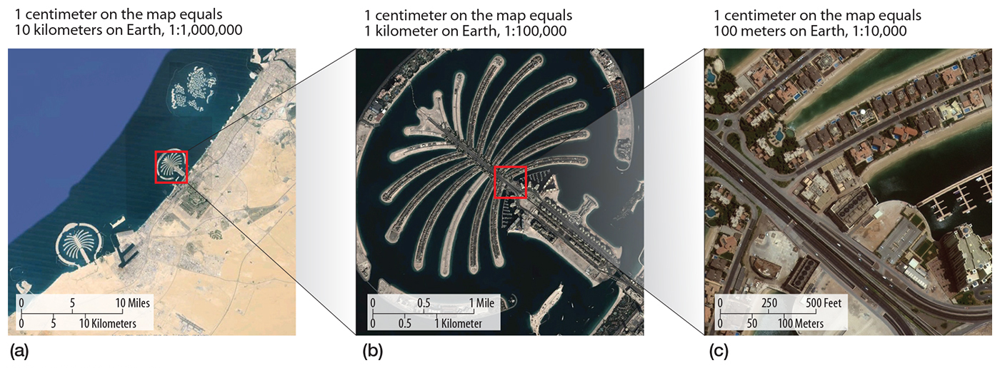 1 centimeter on the map equals
10 kilometers on Earth, 1:1,000,000
1 centimeter on the map equals
1 kilometer on Earth, 1:100,000
1 centimeter on the map equals
100 meters on Earth, 1:10,000
0 5 10 Miles
0 5 10 Kilometers
0 0.5 1 Mile
0 0.5 1 Kilometer
0 250 500 Feet
0 50 100 Meters
(a)
(b)
(c)